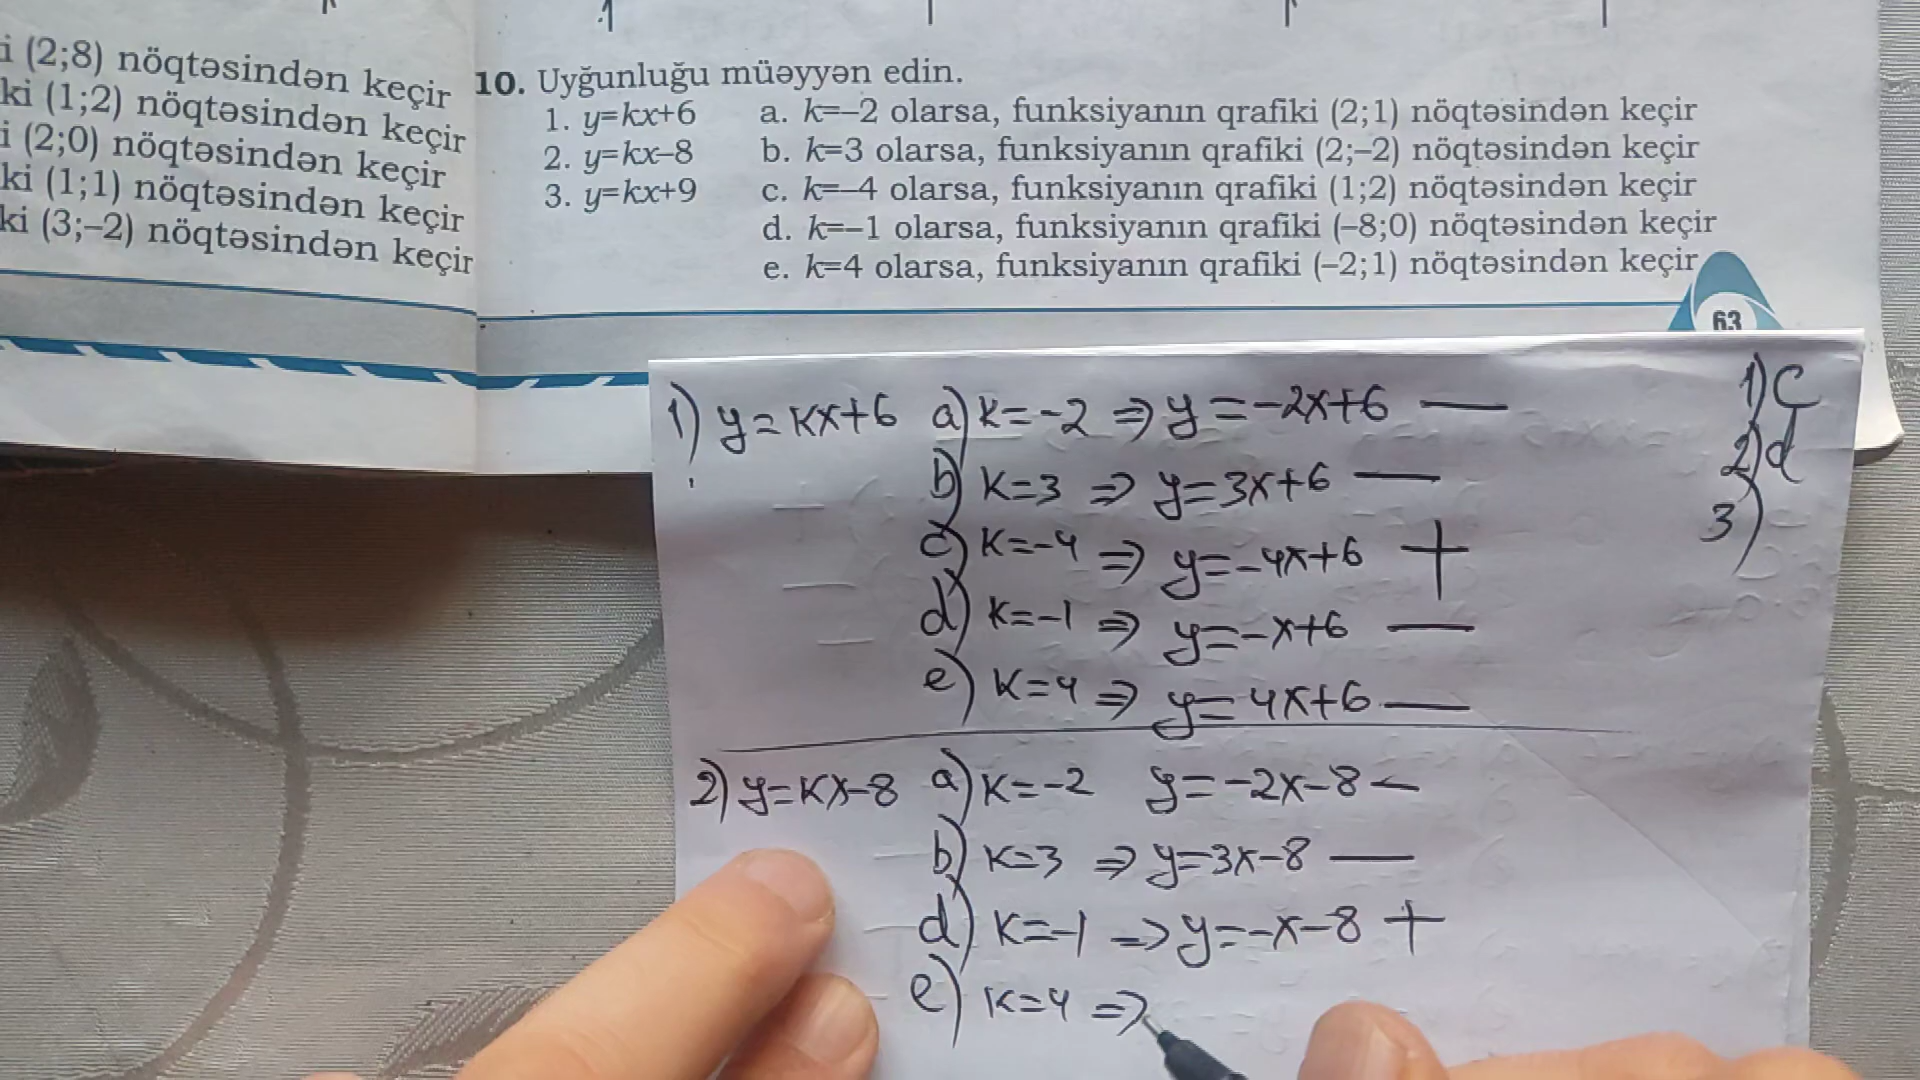 i (2;8) nöqtəsindən keçir
ki (1;2) nöqtəsindən keçir
i (2;0) nöqtəsindən keçir
ki (1;1) nöqtəsindən keçir
ki (3;–2) nöqtəsindən keçir
10. Uyğunluğu müəyyən edin.
1. y=kx+6
2. y=kx–8
3. y=kx+9
a. k=–2 olarsa, funksiyanın qrafiki (2;1) nöqtəsindən keçir
b. k=3 olarsa, funksiyanın qrafiki (2;–2) nöqtəsindən keçir
c. k=–4 olarsa, funksiyanın qrafiki (1;2) nöqtəsindən keçir
d. k=–1 olarsa, funksiyanın qrafiki (–8;0) nöqtəsindən keçir
e. k=4 olarsa, funksiyanın qrafiki (–2;1) nöqtəsindən keçir
63
1) y=kx+6 a) k=-2 ⇒ y=-2x+6 —
b) k=3 ⇒ y=3x+6 —
c) k=-4 ⇒ y=-4x+6 +
d) k=-1 ⇒ y=-x+6 —
e) k=4 ⇒ y=4x+6 —
1) c
2) d
3)
2) y=kx-8 a) k=-2 y=-2x-8 –
b) k=3 ⇒ y=3x-8 —
d) k=-1 ⇒ y=-x-8 +
e) k=4 ⇒